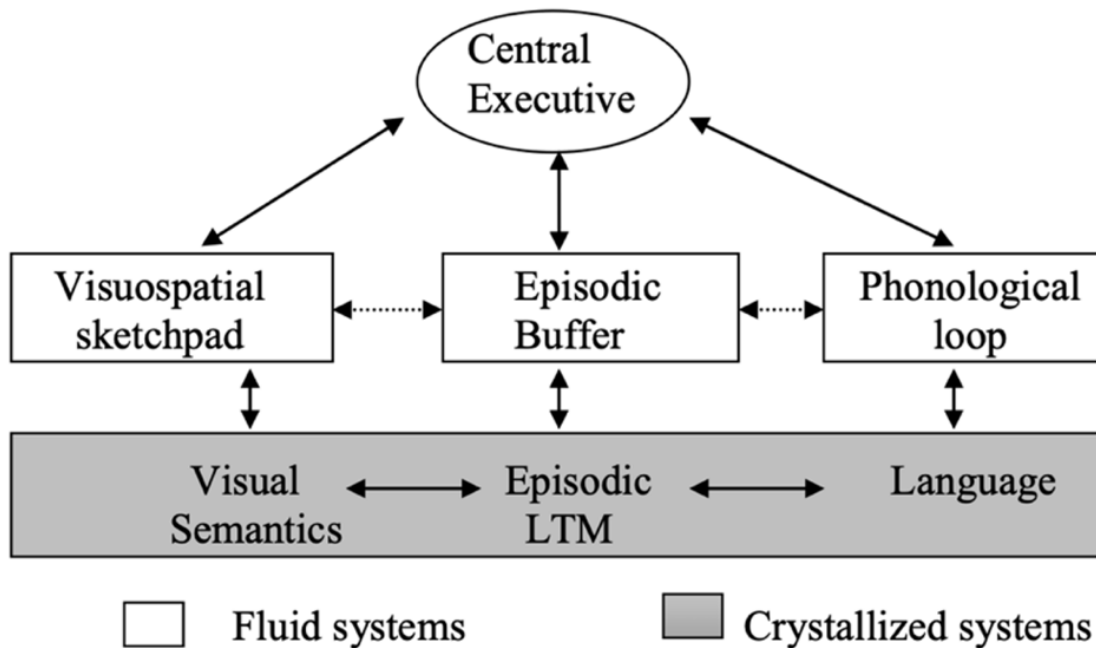 Central
Executive
Visuospatial
sketchpad
Episodic
Buffer
Phonological
loop
Visual
Semantics
Episodic
LTM
Language
Fluid systems
Crystallized systems